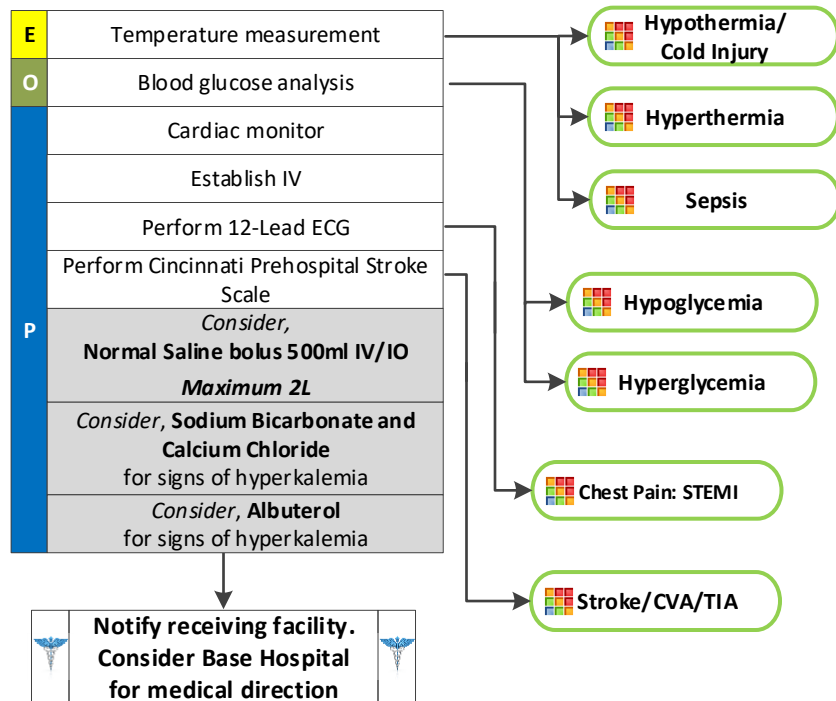 E
Temperature measurement
O
Blood glucose analysis
P
Cardiac monitor
Establish IV
Perform 12-Lead ECG
Perform Cincinnati Prehospital Stroke
Scale
Consider,
Normal Saline bolus 500ml IV/IO
Maximum 2L
Consider, Sodium Bicarbonate and
Calcium Chloride
for signs of hyperkalemia
Consider, Albuterol
for signs of hyperkalemia
Notify receiving facility.
Consider Base Hospital
for medical direction
Hypothermia/
Cold Injury
Hyperthermia
Sepsis
Hypoglycemia
Hyperglycemia
Chest Pain: STEMI
Stroke/CVA/TIA